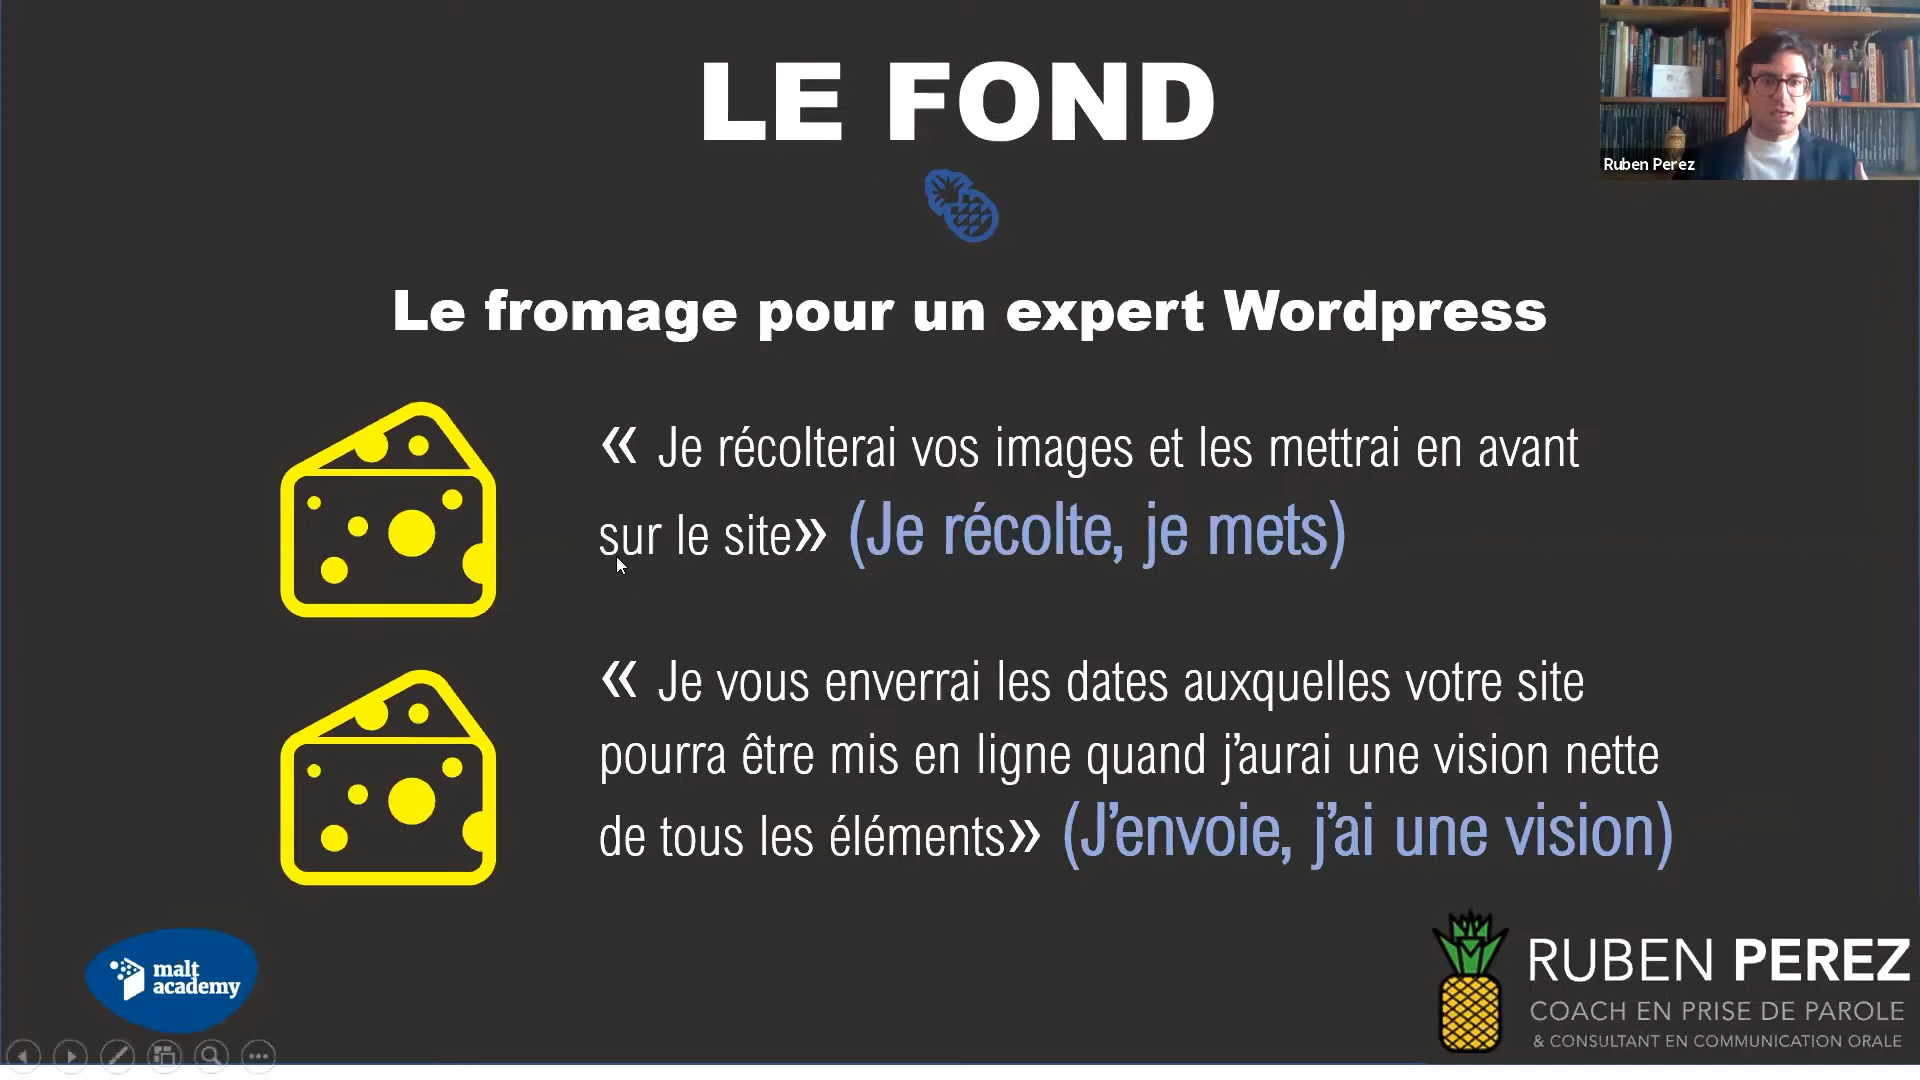 LE FOND
Ruben Perez
Le fromage pour un expert Wordpress
« Je récolterai vos images et les mettrai en avant
sur le site» (Je récolte, je mets)
« Je vous enverrai les dates auxquelles votre site
pourra être mis en ligne quand j’aurai une vision nette
de tous les éléments» (J’envoie, j’ai une vision)
malt
academy
RUBEN PEREZ
COACH EN PRISE DE PAROLE
& CONSULTANT EN COMMUNICATION ORALE